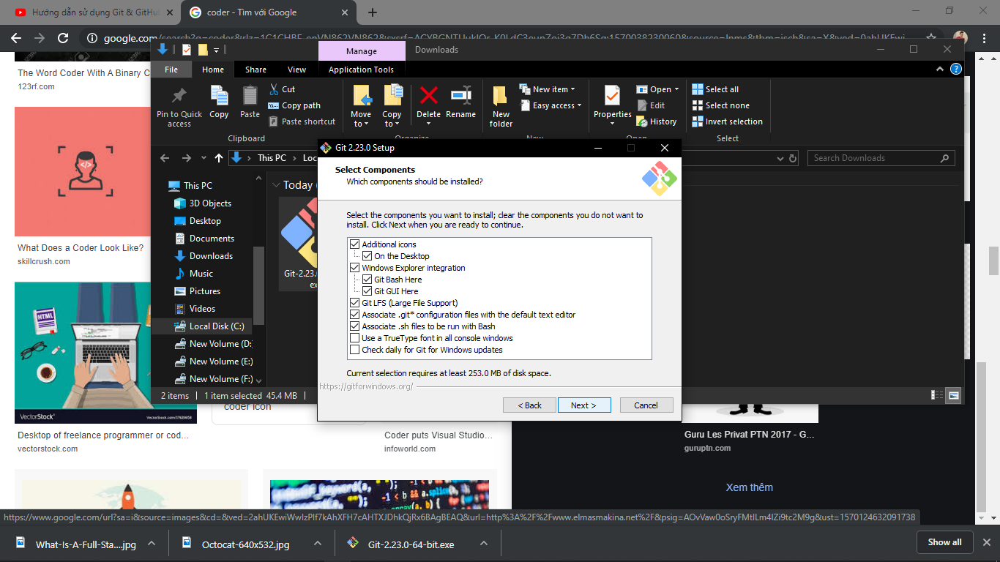 Hướng dẫn sử dụng Git & GitHu
coder - Tìm với Google
google.com/search?q=coder&rlz=1C1CHBF_enVN862VN862&
Manage
Downloads
File
Home
Share
View
Application Tools
Pin to Quick access
Copy
Paste
Cut
Copy path
Paste shortcut
Clipboard
Move to
Copy to
Delete
Rename
Organize
New folder
New item
Easy access
New
Properties
Open
Edit
History
Open
Select all
Select none
Invert selection
Select
This PC
Loc
Search Downloads
This PC
3D Objects
Desktop
Documents
Downloads
Music
Pictures
Videos
Local Disk (C:)
New Volume (D:
New Volume (E:)
New Volume (F:)
Today (
Git-2.23.0
ex
2 items
1 item selected 45.4 MB
Git 2.23.0 Setup
Select Components
Which components should be installed?
Select the components you want to install; clear the components you do not want to
install. Click Next when you are ready to continue.
Additional icons
On the Desktop
Windows Explorer integration
Git Bash Here
Git GUI Here
Git LFS (Large File Support)
Associate .git* configuration files with the default text editor
Associate .sh files to be run with Bash
Use a TrueType font in all console windows
Check daily for Git for Windows updates
Current selection requires at least 253.0 MB of disk space.
https://gitforwindows.org/
< Back
Next >
Cancel
The Word Coder With A Binary C
123rf.com
What Does a Coder Look Like?
skillcrush.com
HTML
VectorStock®
VectorStock.com/17629858
Desktop of freelance programmer or cod...
vectorstock.com
coder icon
Coder puts Visual Studio...
infoworld.com
Guru Les Privat PTN 2017 - G...
guruptn.com
Xem thêm
https://www.google.com/url?sa=i&source=images&cd=&ved=2ahUKEwiWwIzPlf7kAhXFH7cAHTXJDhkQjRx6BAgBEAQ&url=http%3A%2F%2Fwww.elmasmakina.net%2F&psig=AOvVaw0oSryFMtlLm4IZi9tc2M9g&ust=1570124632091738
What-Is-A-Full-Sta....jpg
Octocat-640x532.jpg
Git-2.23.0-64-bit.exe
Show all